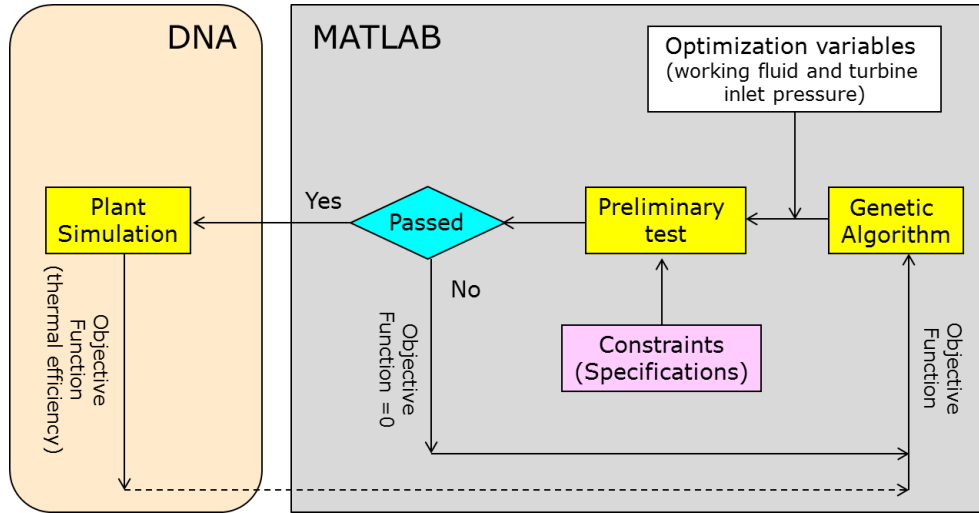 DNA
MATLAB
Optimization variables
(working fluid and turbine
inlet pressure)
Plant
Simulation
Yes
Passed
Preliminary
test
Genetic
Algorithm
No
Constraints
(Specifications)
Objective
Function
(thermal efficiency)
Objective
Function =0
Objective
Function